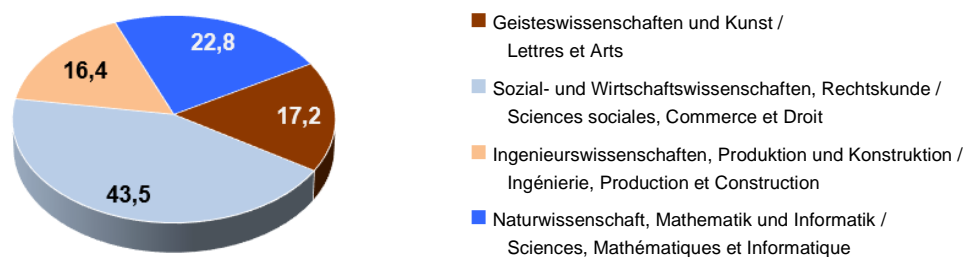 22,8
16,4
17,2
43,5
Geisteswissenschaften und Kunst /
Lettres et Arts
Sozial- und Wirtschaftswissenschaften, Rechtskunde /
Sciences sociales, Commerce et Droit
Ingenieurswissenschaften, Produktion und Konstruktion /
Ingénierie, Production et Construction
Naturwissenschaft, Mathematik und Informatik /
Sciences, Mathématiques et Informatique